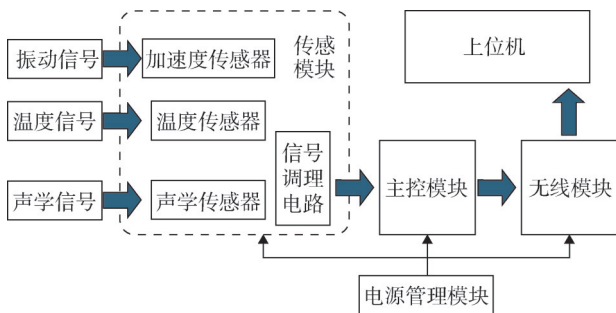 振动信号
加速度传感器
传感
模块
上位机
温度信号
温度传感器
信号
调理
电路
主控模块
无线模块
声学信号
声学传感器
电源管理模块